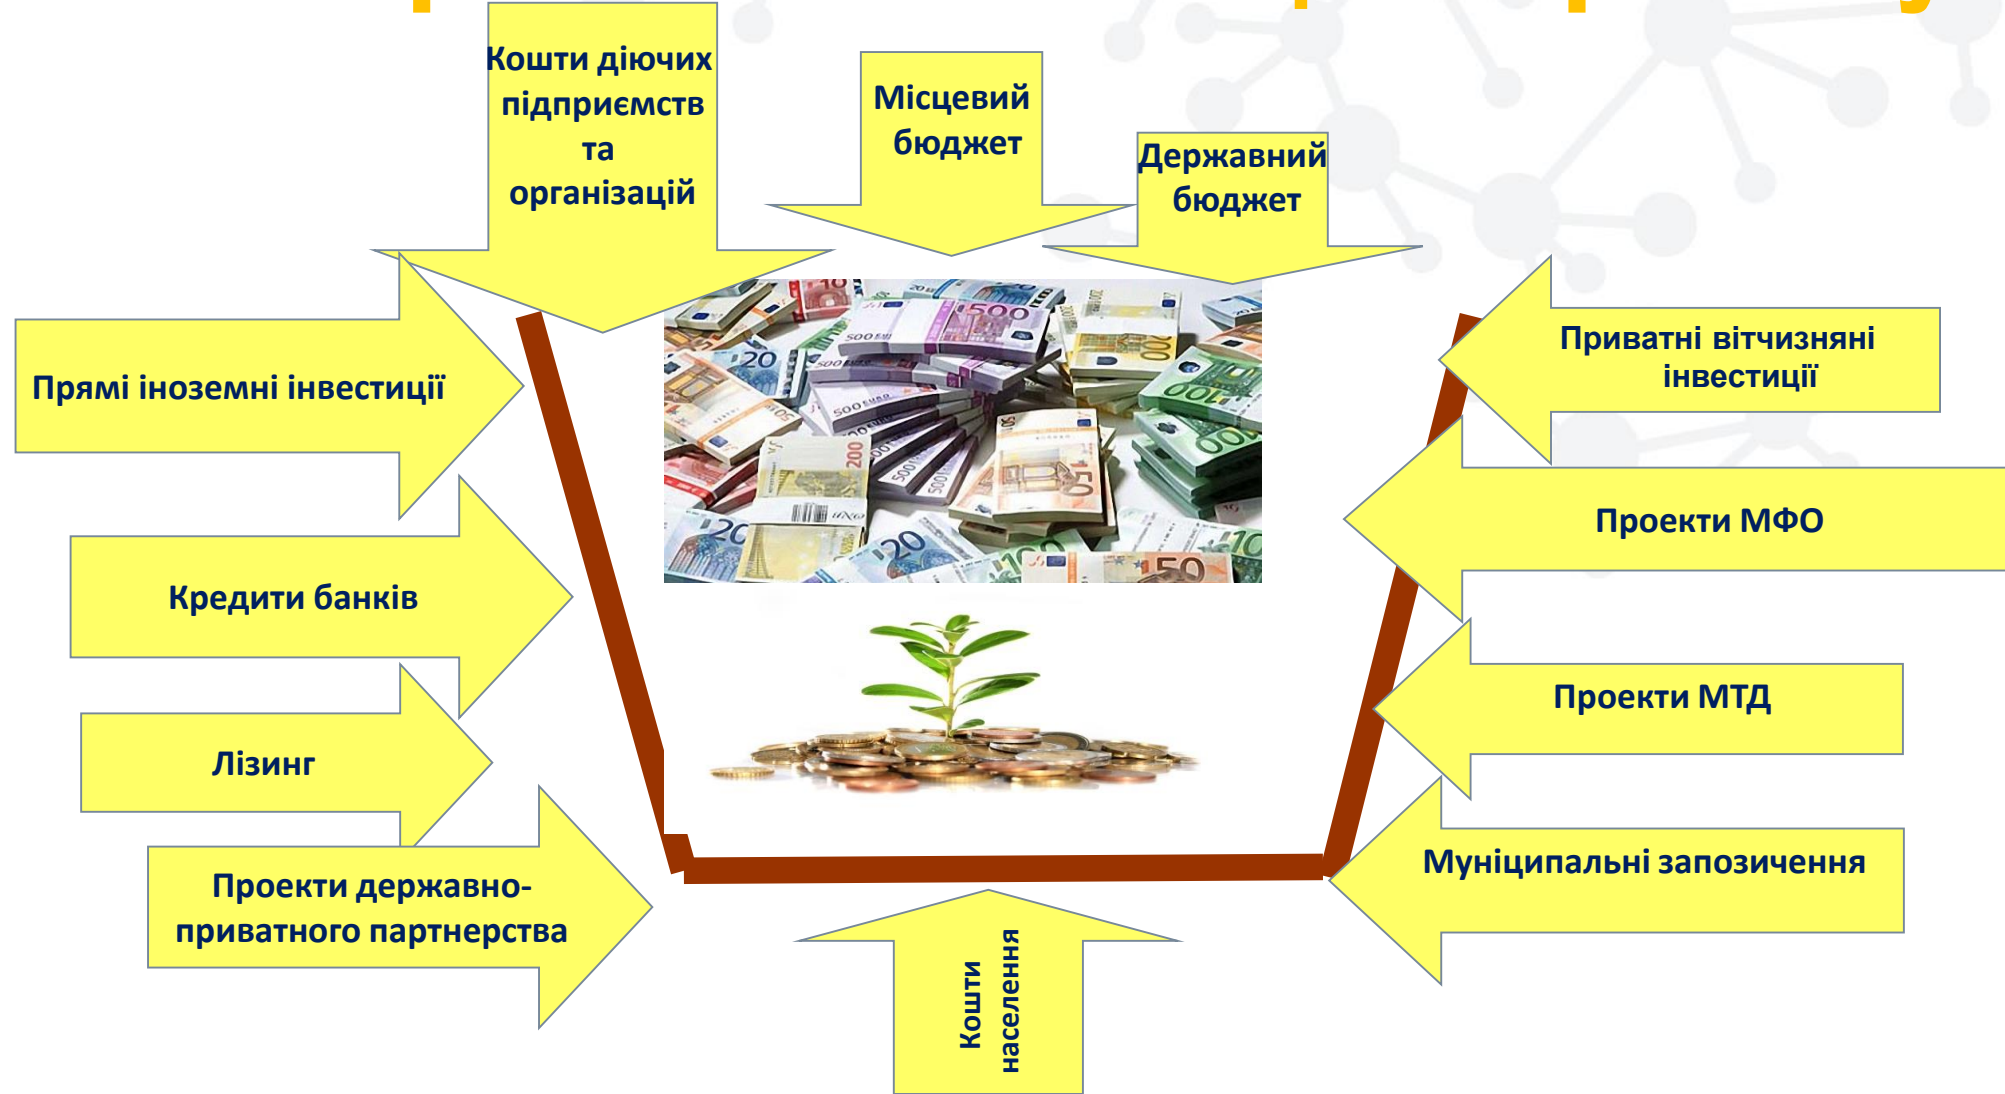 Кошти діючих
підприємств
та
організацій
Місцевий
бюджет
Державний
бюджет
Прямі іноземні інвестиції
Приватні вітчизняні
інвестиції
Кредити банків
Проекти МФО
Лізинг
Проекти МТД
Проекти державно-
приватного партнерства
Муніципальні запозичення
Кошти
населення